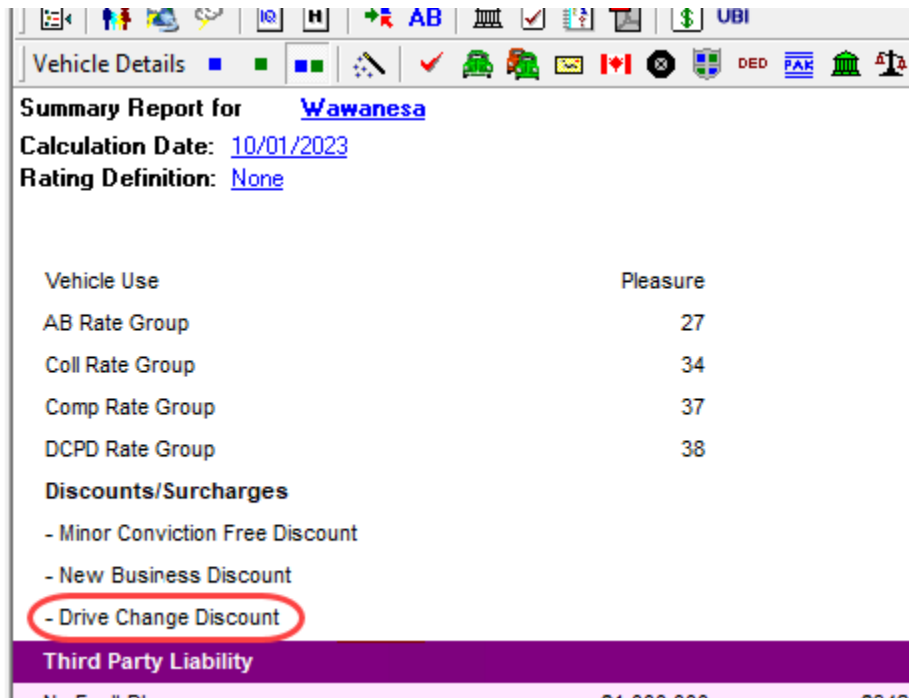 IQ H AB $ UBI
Vehicle Details DED PAK
Summary Report for Wawanesa
Calculation Date: 10/01/2023
Rating Definition: None
Vehicle Use Pleasure
AB Rate Group 27
Coll Rate Group 34
Comp Rate Group 37
DCPD Rate Group 38
Discounts/Surcharges
- Minor Conviction Free Discount
- New Business Discount
- Drive Change Discount
Third Party Liability